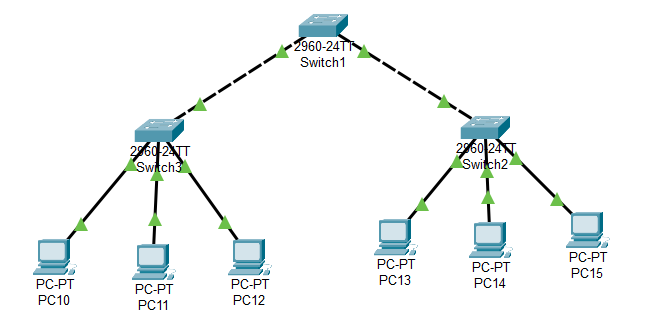 2960-24TT
Switch1
2960-24TT
Switch3
2960-24TT
Switch2
PC-PT
PC10
PC-PT
PC11
PC-PT
PC12
PC-PT
PC13
PC-PT
PC14
PC-PT
PC15